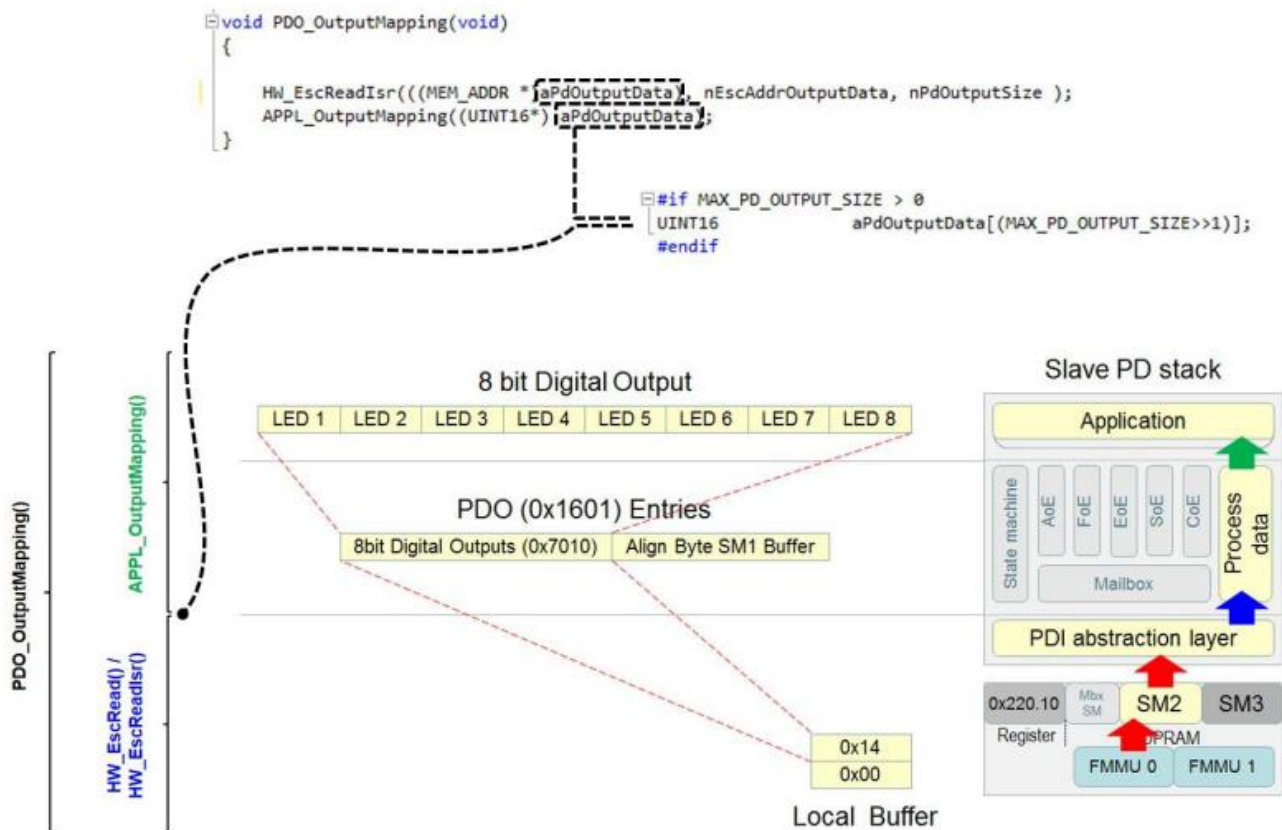 void PDO_OutputMapping(void)
{
HW_EscReadIsr(((MEM_ADDR *)aPdOutputData), nEscAddrOutputData, nPdOutputSize );
APPL_OutputMapping((UINT16*) aPdOutputData);
}
#if MAX_PD_OUTPUT_SIZE > 0
UINT16 aPdOutputData[(MAX_PD_OUTPUT_SIZE>>1)];
#endif
PDO_OutputMapping()
APPL_OutputMapping()
HW_EscRead() /
HW_EscReadIsr()
8 bit Digital Output
LED 1 LED 2 LED 3 LED 4 LED 5 LED 6 LED 7 LED 8
PDO (0x1601) Entries
8bit Digital Outputs (0x7010) Align Byte SM1 Buffer
0x14
0x00
Local Buffer
Slave PD stack
Application
State machine
AoE
FoE
EoE
SoE
CoE
Mailbox
Process
data
PDI abstraction layer
0x220.10
Mbx
SM
SM2
SM3
Register
DPRAM
FMMU 0
FMMU 1